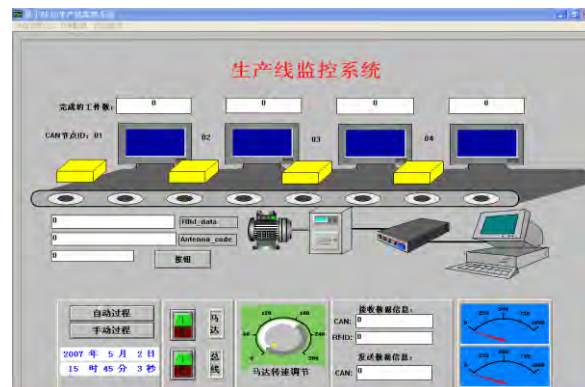 生产线监控系统
完成的工件数: 0 0 0 0
CAN节点ID: 01 02 03 04
0 Rfid_data
0 Antenna_code
0 按钮
自动过程
手动过程
2007 年 5 月 2 日
15 时 45 分 3 秒
马达
总线
马达转速调节
接收数据信息:
CAN: 0
RFID: 0
发送数据信息:
CAN: 0